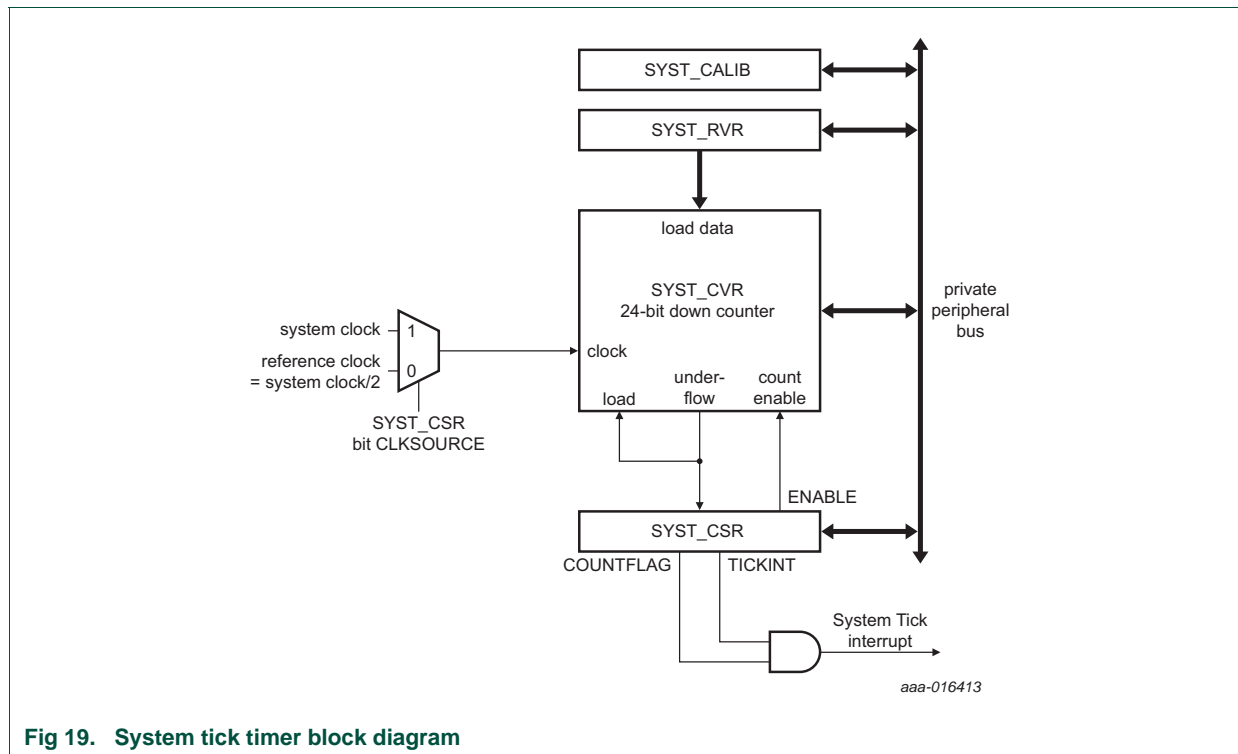 SYST_CALIB
SYST_RVR
load data
SYST_CVR
24-bit down counter
private
peripheral
bus
system clock
1
reference clock
= system clock/2
0
clock
SYST_CSR
bit CLKSOURCE
load
under-
flow
count
enable
ENABLE
SYST_CSR
COUNTFLAG
TICKINT
System Tick
interrupt
aaa-016413
Fig 19. System tick timer block diagram